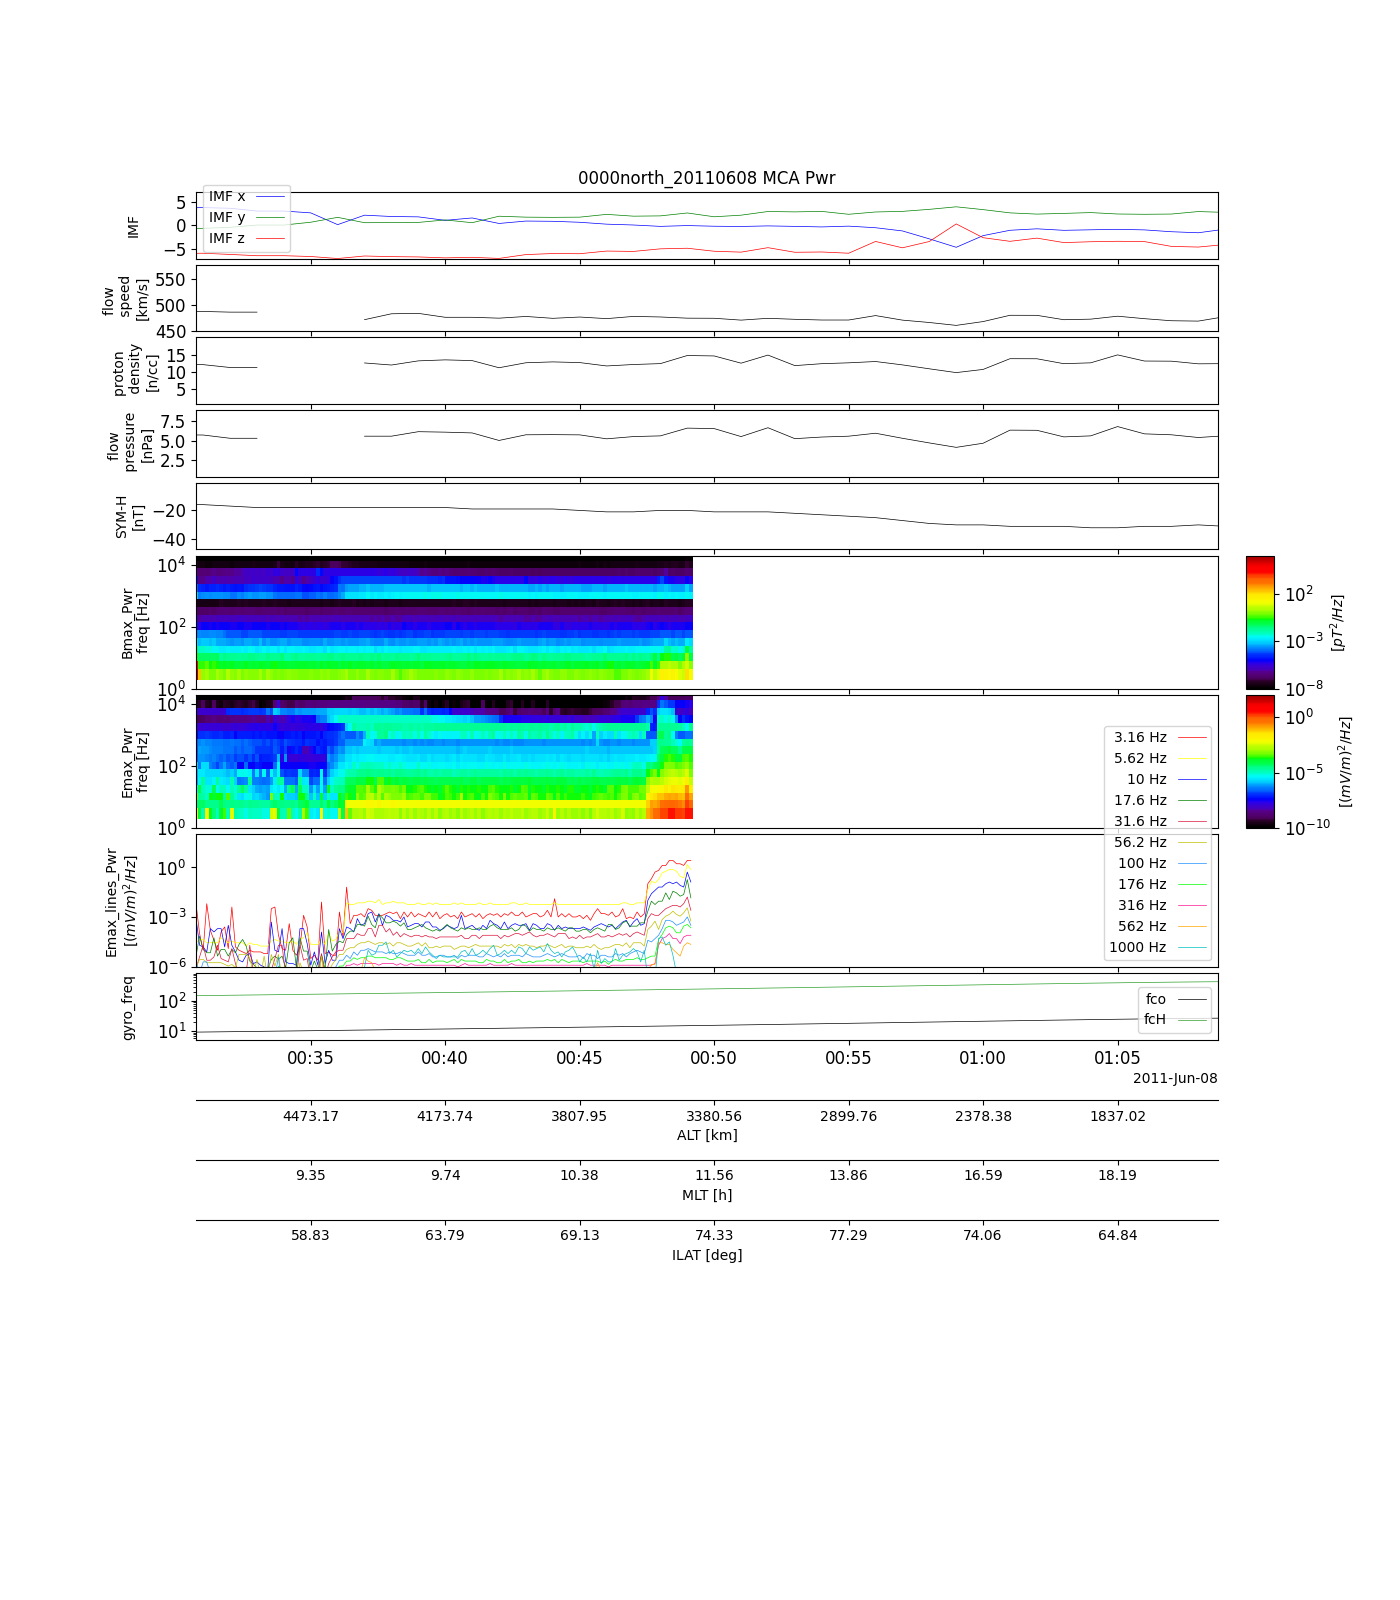 0000north_20110608 MCA Pwr
IMF
5
0
−5
IMF x
IMF y
IMF z
flow
speed
[km/s]
550
500
450
proton
density
[n/cc]
15
10
5
flow
pressure
[nPa]
7.5
5.0
2.5
SYM-H
[nT]
−20
−40
Bmax_Pwr
freq [Hz]
10^4
10^2
10^0
10^2
10^−3
10^−8
[pT^2/Hz]
Emax_Pwr
freq [Hz]
10^4
10^2
10^0
10^0
10^−5
10^−10
[(mV/m)^2/Hz]
3.16 Hz
5.62 Hz
10 Hz
17.6 Hz
31.6 Hz
56.2 Hz
100 Hz
176 Hz
316 Hz
562 Hz
1000 Hz
Emax_lines_Pwr
[(mV/m)^2/Hz]
10^0
10^−3
10^−6
gyro_freq
10^2
10^1
fco
fcH
00:35 00:40 00:45 00:50 00:55 01:00 01:05
2011-Jun-08
4473.17 4173.74 3807.95 3380.56 2899.76 2378.38 1837.02
ALT [km]
9.35 9.74 10.38 11.56 13.86 16.59 18.19
MLT [h]
58.83 63.79 69.13 74.33 77.29 74.06 64.84
ILAT [deg]